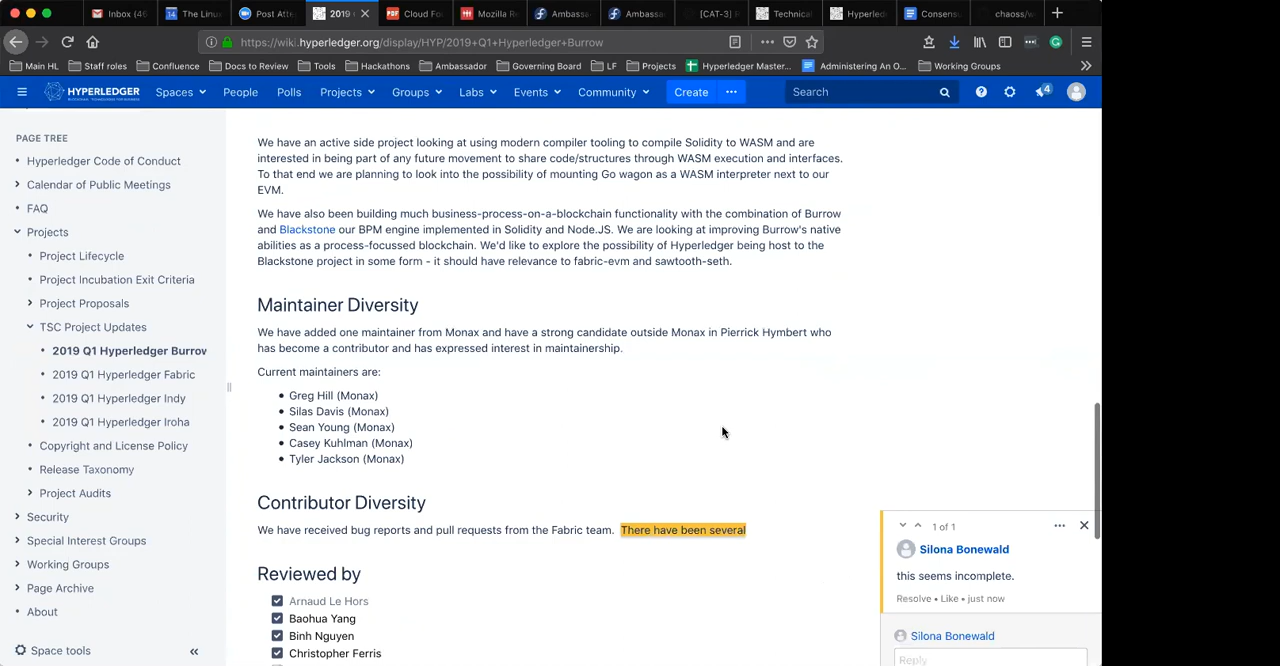 Inbox (46
The Linu
Post Atte
2019
Cloud Fo
Mozilla Re
Ambassa
Ambassa
[CAT-3]
Technical
Hyperled
Consens
chaoss/w
https://wiki.hyperledger.org/display/HYP/2019+Q1+Hyperledger+Burrow
Main HL
Staff roles
Confluence
Docs to Review
Tools
Hackathons
Ambassador
Governing Board
LF
Projects
Hyperledger Master...
Administering An O...
Working Groups
HYPERLEDGER
Spaces
People
Polls
Projects
Groups
Labs
Events
Community
Create
Search
4
PAGE TREE
Hyperledger Code of Conduct
Calendar of Public Meetings
FAQ
Projects
Project Lifecycle
Project Incubation Exit Criteria
Project Proposals
TSC Project Updates
2019 Q1 Hyperledger Burrow
2019 Q1 Hyperledger Fabric
2019 Q1 Hyperledger Indy
2019 Q1 Hyperledger Iroha
Copyright and License Policy
Release Taxonomy
Project Audits
Security
Special Interest Groups
Working Groups
Page Archive
About
Space tools
We have an active side project looking at using modern compiler tooling to compile Solidity to WASM and are
interested in being part of any future movement to share code/structures through WASM execution and interfaces.
To that end we are planning to look into the possibility of mounting Go wagon as a WASM interpreter next to our
EVM.
We have also been building much business-process-on-a-blockchain functionality with the combination of Burrow
and Blackstone our BPM engine implemented in Solidity and Node.JS. We are looking at improving Burrow's native
abilities as a process-focussed blockchain. We'd like to explore the possibility of Hyperledger being host to the
Blackstone project in some form - it should have relevance to fabric-evm and sawtooth-seth.
Maintainer Diversity
We have added one maintainer from Monax and have a strong candidate outside Monax in Pierrick Hymbert who
has become a contributor and has expressed interest in maintainership.
Current maintainers are:
Greg Hill (Monax)
Silas Davis (Monax)
Sean Young (Monax)
Casey Kuhlman (Monax)
Tyler Jackson (Monax)
Contributor Diversity
We have received bug reports and pull requests from the Fabric team. There have been several
Reviewed by
Arnaud Le Hors
Baohua Yang
Binh Nguyen
Christopher Ferris
1 of 1
Silona Bonewald
this seems incomplete.
Resolve • Like • just now
Silona Bonewald
Reply